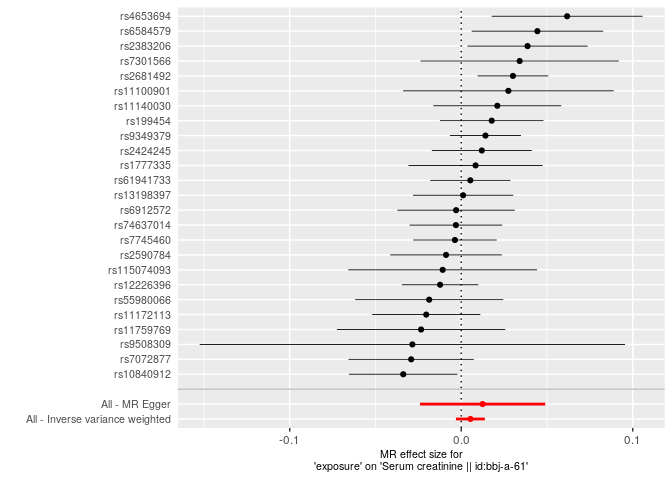 rs4653694
rs6584579
rs2383206
rs7301566
rs2681492
rs11100901
rs11140030
rs199454
rs9349379
rs2424245
rs1777335
rs61941733
rs13198397
rs6912572
rs74637014
rs7745460
rs2590784
rs115074093
rs12226396
rs55980066
rs11172113
rs11759769
rs9508309
rs7072877
rs10840912
All - MR Egger
All - Inverse variance weighted
-0.1 0.0 0.1
MR effect size for
'exposure' on 'Serum creatinine || id:bbj-a-61'